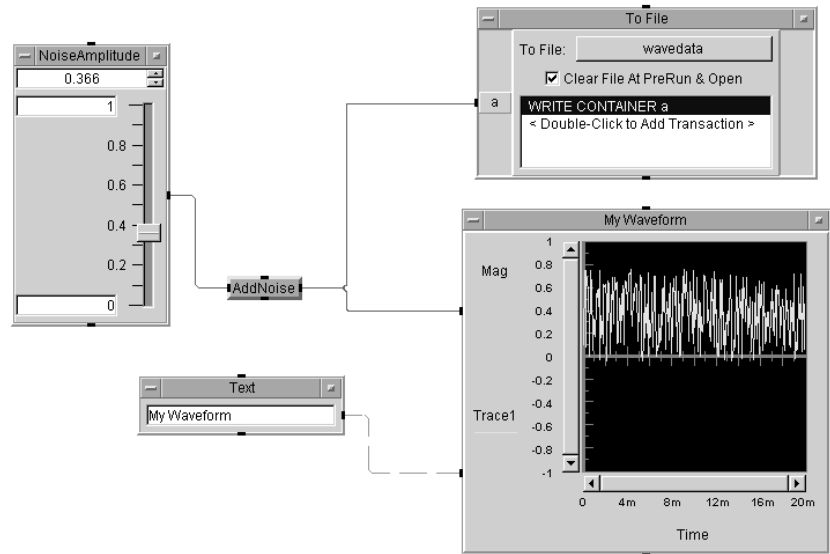 NoiseAmplitude
0.366
1
0.8
0.6
0.4
0.2
0
AddNoise
Text
My Waveform
To File
To File: wavedata
Clear File At PreRun & Open
a
WRITE CONTAINER a
< Double-Click to Add Transaction >
My Waveform
Mag
Trace1
1
0.8
0.6
0.4
0.2
0
-0.2
-0.4
-0.6
-0.8
-1
0 4m 8m 12m 16m 20m
Time